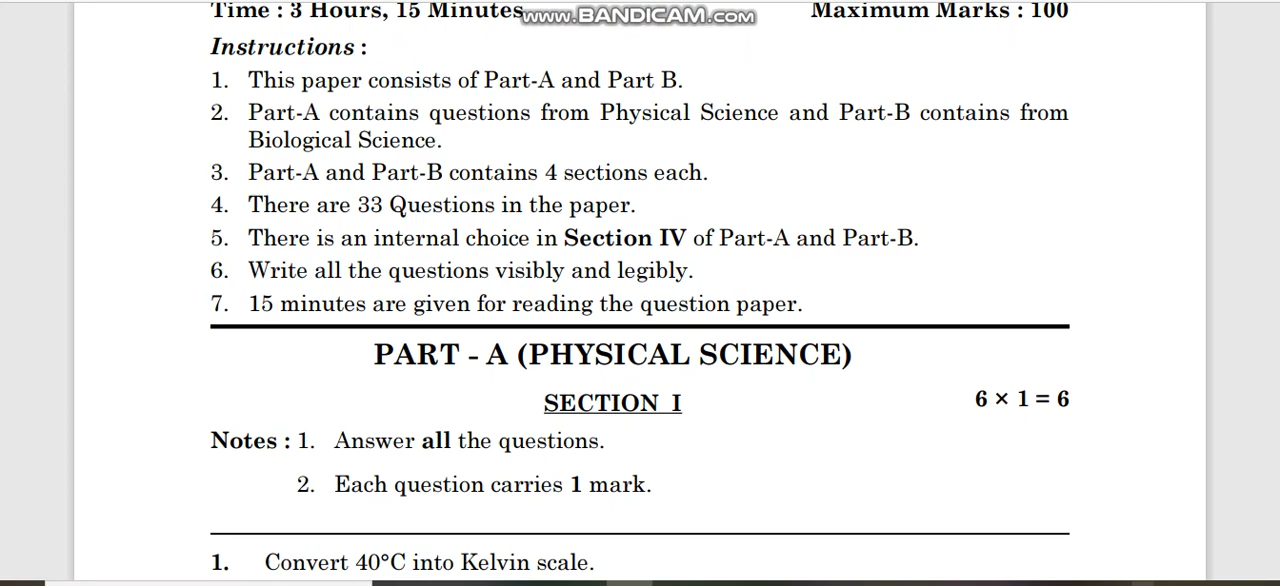 Time : 3 Hours, 15 Minutes
www.BANDICAM.com
Maximum Marks : 100
Instructions :
1. This paper consists of Part-A and Part B.
2. Part-A contains questions from Physical Science and Part-B contains from
Biological Science.
3. Part-A and Part-B contains 4 sections each.
4. There are 33 Questions in the paper.
5. There is an internal choice in Section IV of Part-A and Part-B.
6. Write all the questions visibly and legibly.
7. 15 minutes are given for reading the question paper.
PART - A (PHYSICAL SCIENCE)
SECTION I
6 × 1 = 6
Notes : 1. Answer all the questions.
2. Each question carries 1 mark.
1. Convert 40°C into Kelvin scale.